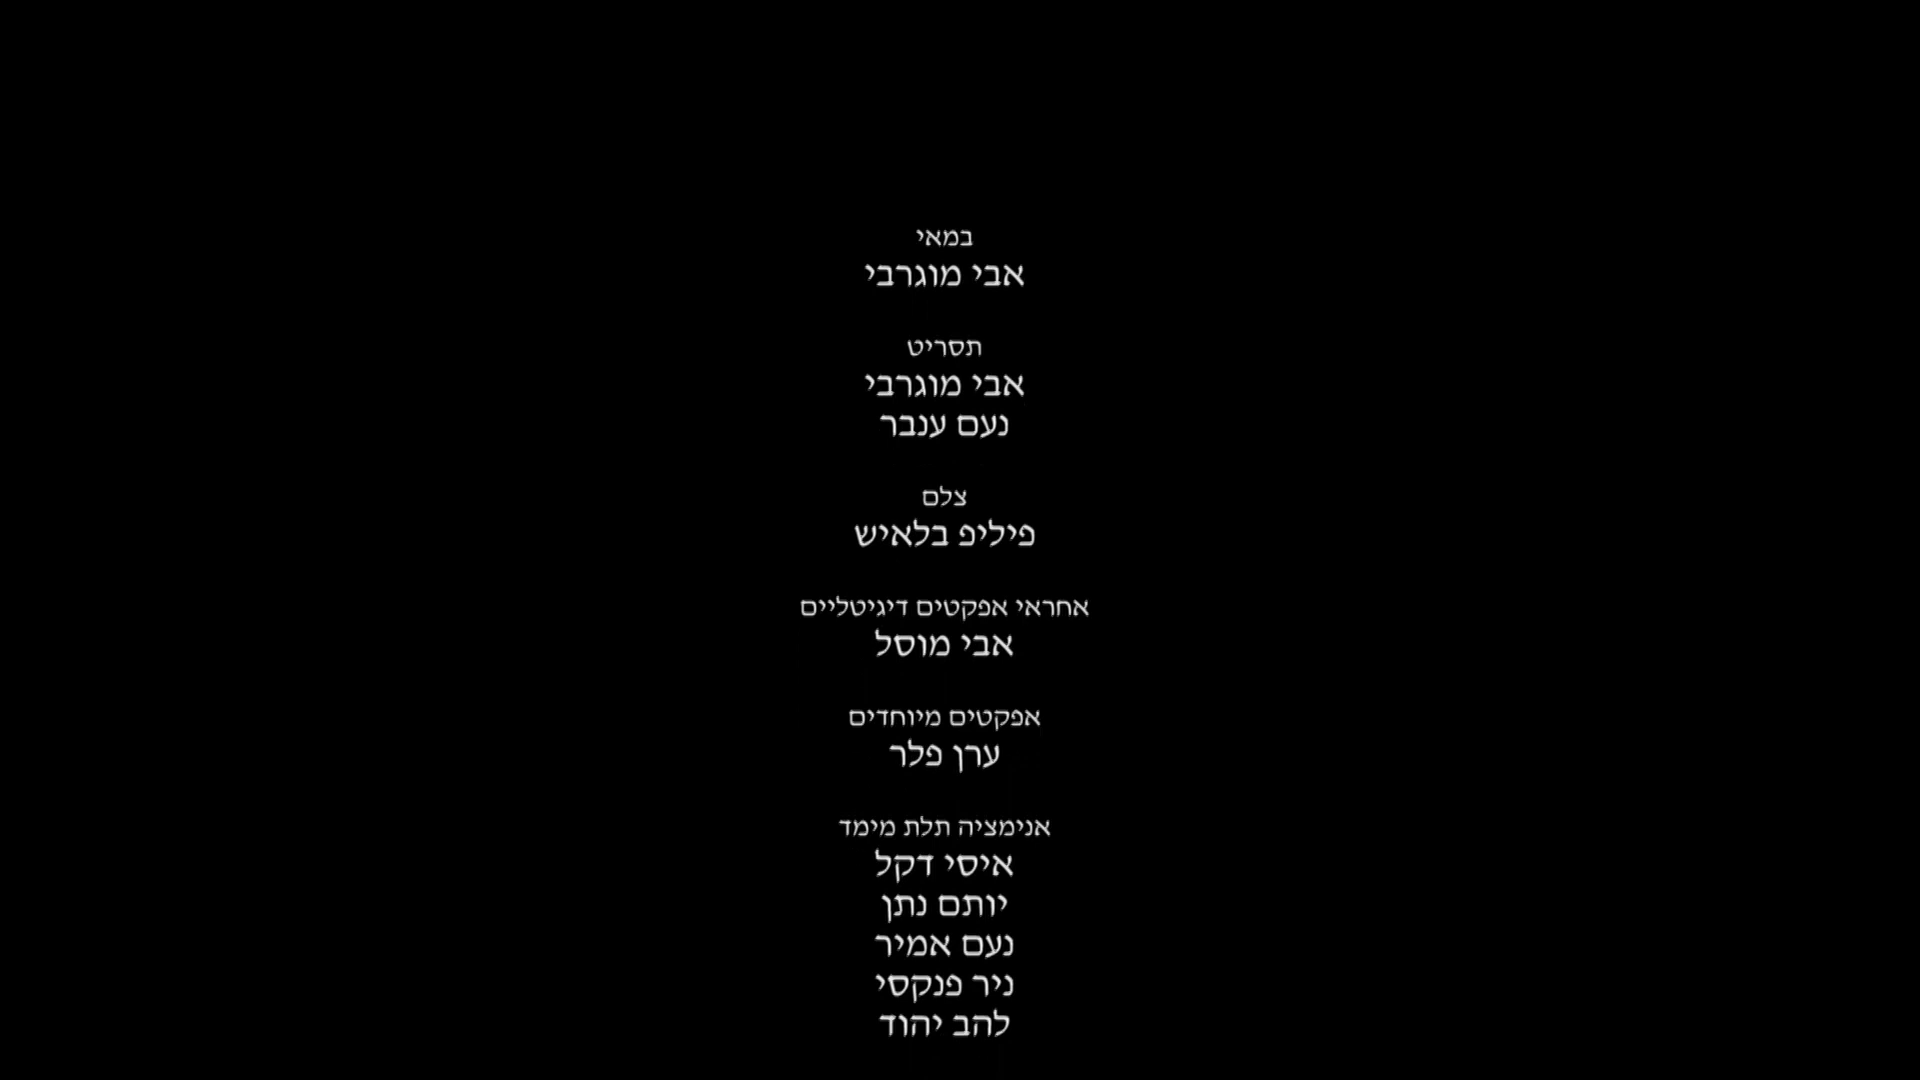 במאי
אבי מוגרבי
תסריט
אבי מוגרבי
נעם ענבר
צלם
פיליפ בלאיש
אחראי אפקטים דיגיטליים
אבי מוסל
אפקטים מיוחדים
ערן פלר
אנימציה תלת מימד
איסי דקל
יותם נתן
נעם אמיר
ניר פנקסי
להב יהוד